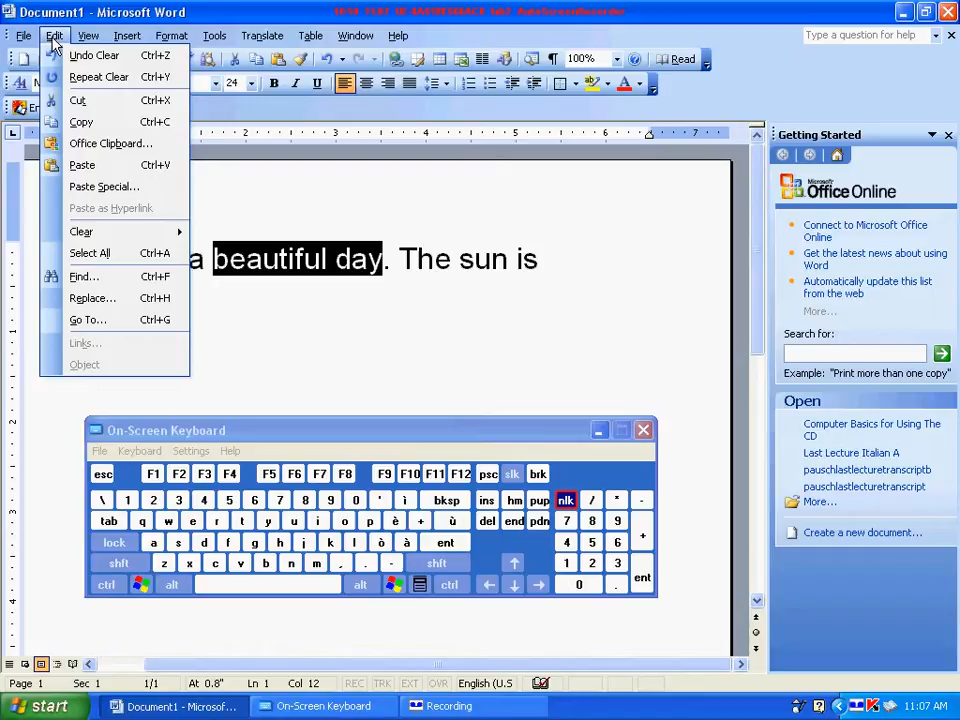 Document1 - Microsoft Word
File Edit View Insert Format Tools Translate Table Window Help
Type a question for help
Undo Clear Ctrl+Z
Repeat Clear Ctrl+Y
Cut Ctrl+X
Copy Ctrl+C
Office Clipboard...
Paste Ctrl+V
Paste Special...
Paste as Hyperlink
Clear
Select All Ctrl+A
Find... Ctrl+F
Replace... Ctrl+H
Go To... Ctrl+G
Links...
Object
100%
Read
24
B I U
2 3 4 5 6 7
a beautiful day. The sun is
Getting Started
Microsoft
Office Online
Connect to Microsoft Office
Online
Get the latest news about using
Word
Automatically update this list
from the web
More...
Search for:
Example: "Print more than one copy"
Open
Computer Basics for Using The
CD
Last Lecture Italian A
pauschlastlecturetranscriptb
pauschlastlecturetranscript
More...
Create a new document...
On-Screen Keyboard
File Keyboard Settings Help
esc F1 F2 F3 F4 F5 F6 F7 F8 F9 F10 F11 F12 psc slk brk
\ 1 2 3 4 5 6 7 8 9 0 ' ì bksp ins hm pup nlk / * -
tab q w e r t y u i o p è + ù del end pdn 7 8 9 +
lock a s d f g h j k l ò à ent 4 5 6
shft z x c v b n m , . - shft ↑ 1 2 3 ent
ctrl alt alt ctrl ← ↓ → 0 .
Page 1 Sec 1 1/1 At 0.8" Ln 1 Col 12 REC TRK EXT OVR English (U.S
start
Document1 - Microsof...
On-Screen Keyboard
Recording
11:07 AM